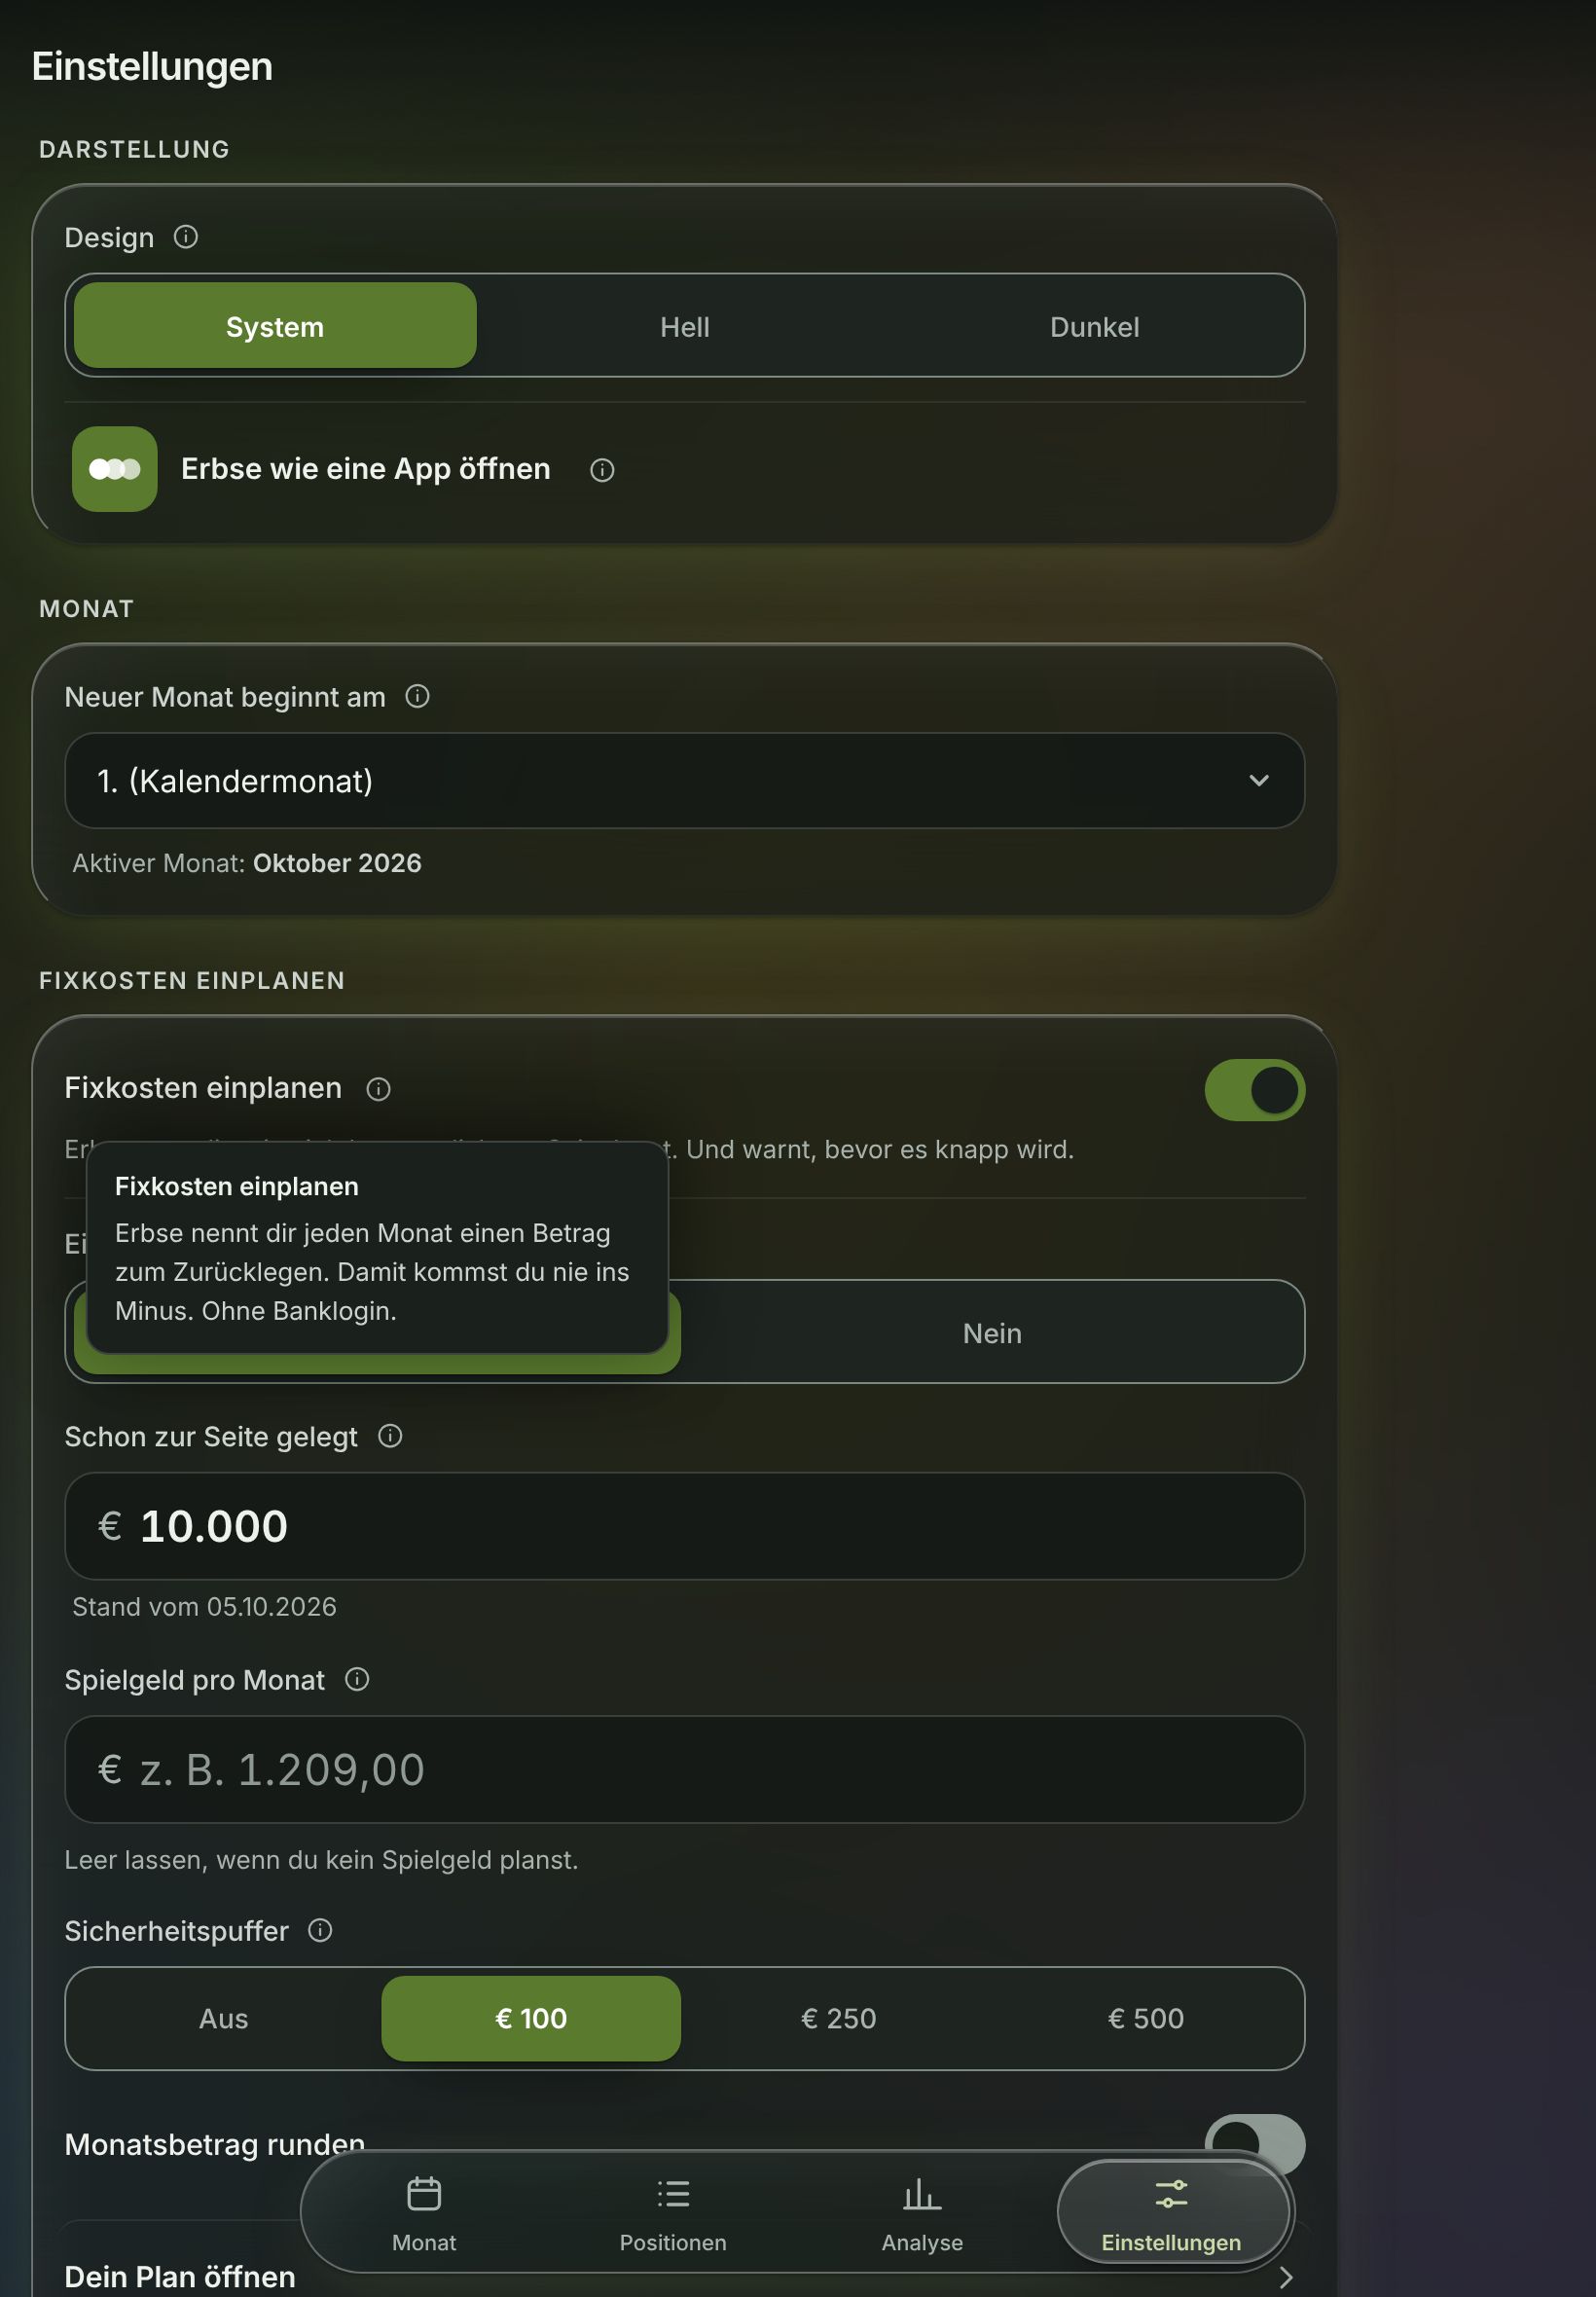 Einstellungen
DARSTELLUNG
Design
System Hell Dunkel
Erbse wie eine App öffnen
MONAT
Neuer Monat beginnt am
1. (Kalendermonat)
Aktiver Monat: Oktober 2026
FIXKOSTEN EINPLANEN
Fixkosten einplanen
Und warnt, bevor es knapp wird.
Fixkosten einplanen
Erbse nennt dir jeden Monat einen Betrag
zum Zurücklegen. Damit kommst du nie ins
Minus. Ohne Banklogin.
Nein
Schon zur Seite gelegt
€ 10.000
Stand vom 05.10.2026
Spielgeld pro Monat
€ z. B. 1.209,00
Leer lassen, wenn du kein Spielgeld planst.
Sicherheitspuffer
Aus € 100 € 250 € 500
Monatsbetrag runden
Monat Positionen Analyse Einstellungen
Dein Plan öffnen